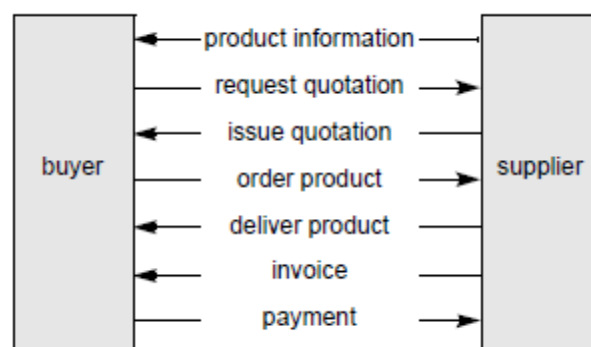 product information
request quotation
issue quotation
buyer
supplier
order product
deliver product
invoice
payment